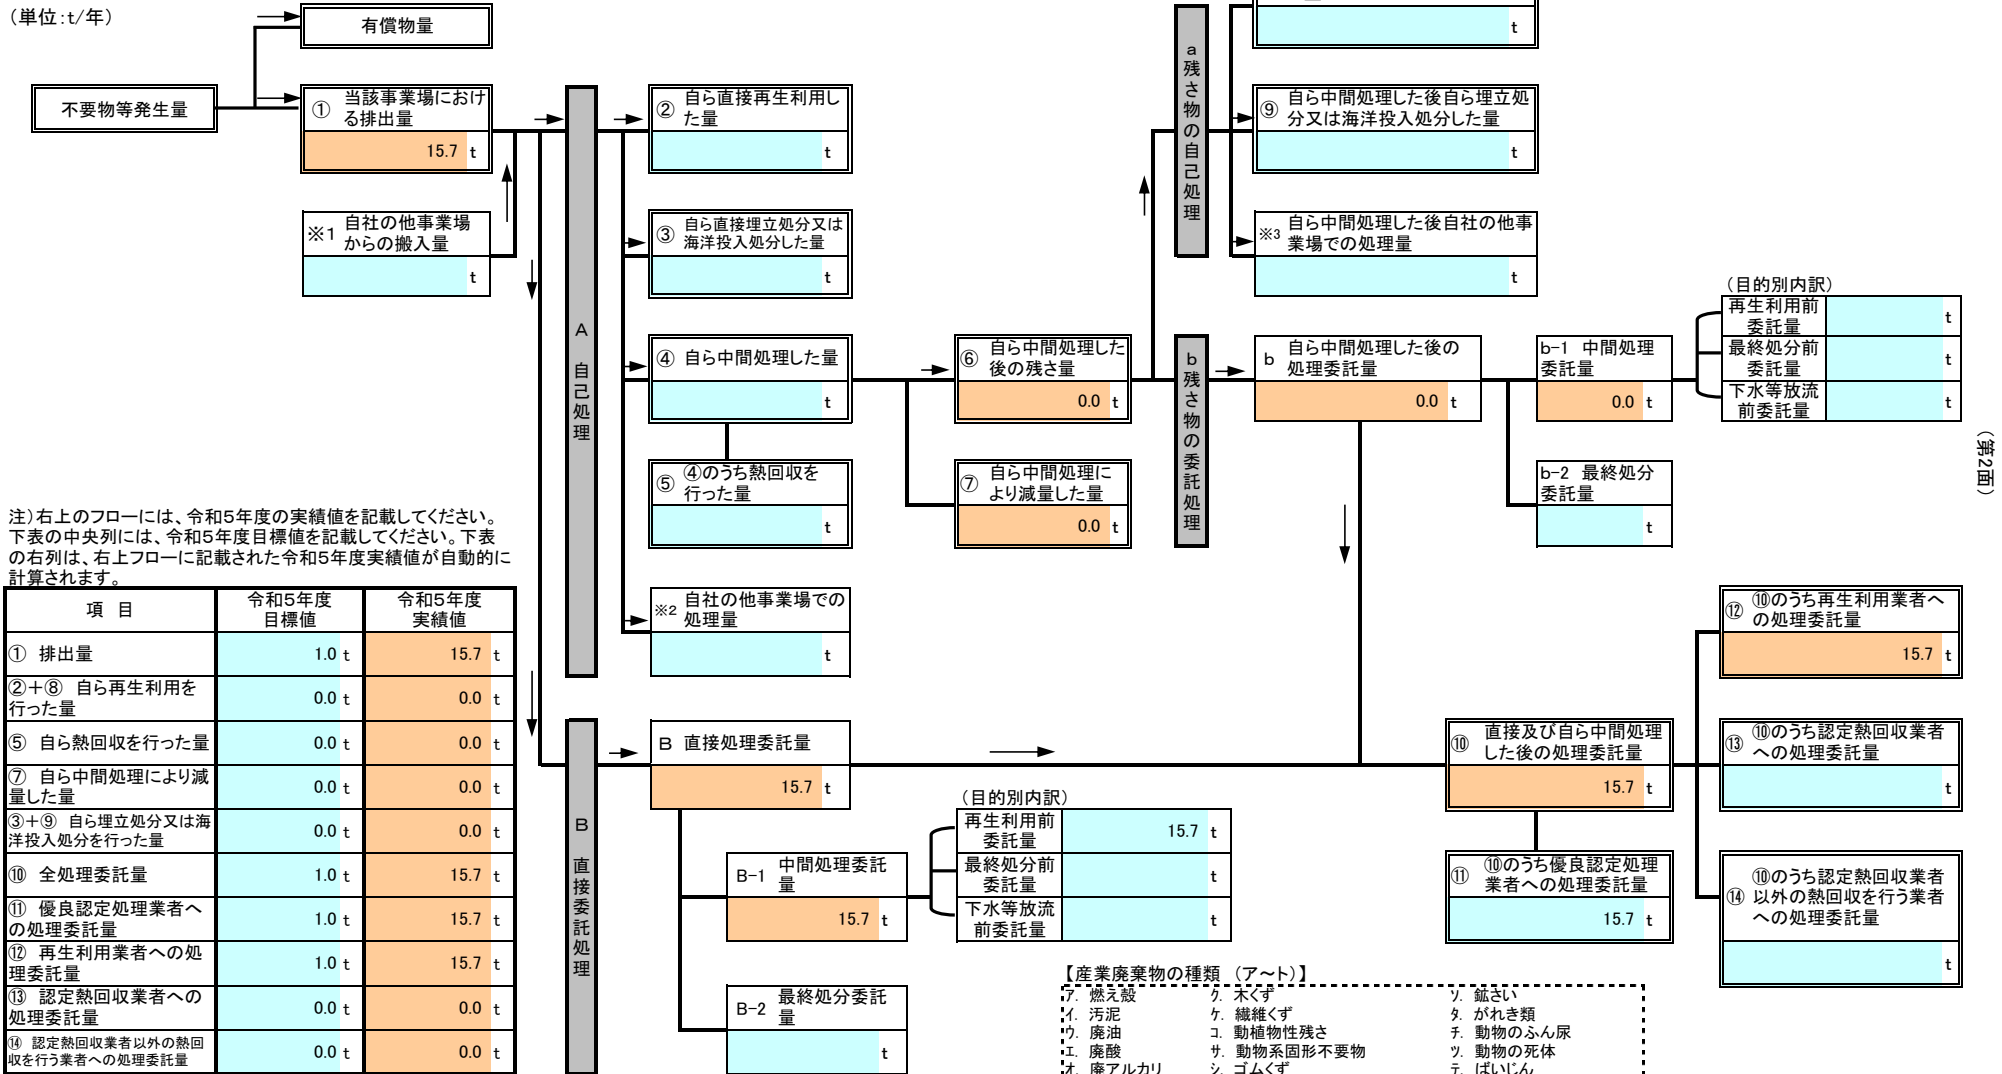 (単位:t/年)
有償物量
不要物等発生量
① 当該事業場におけ
る排出量
15.7 t
※1 自社の他事業場
からの搬入量
t
A 自己処理
② 自ら直接再生利用し
た量
t
③ 自ら直接埋立処分又は
海洋投入処分した量
t
④ 自ら中間処理した量
t
⑤ ④のうち熱回収を
行った量
t
※2 自社の他事業場での
処理量
t
⑥ 自ら中間処理した
後の残さ量
0.0 t
⑦ 自ら中間処理に
より減量した量
0.0 t
a 残さ物の自己処理
t
⑨ 自ら中間処理した後自ら埋立処
分又は海洋投入処分した量
t
※3 自ら中間処理した後自社の他事
業場での処理量
t
b 残さ物の委託処理
b 自ら中間処理した後の
処理委託量
0.0 t
b-1 中間処理
委託量
0.0 t
b-2 最終処分
委託量
t
(目的別内訳)
再生利用前
委託量
t
最終処分前
委託量
t
下水等放流
前委託量
t
(第2面)
注)右上のフローには、令和5年度の実績値を記載してください。
下表の中央列には、令和5年度目標値を記載してください。下表
の右列は、右上フローに記載された令和5年度実績値が自動的に
計算されます。
項 目
令和5年度
目標値
令和5年度
実績値
① 排出量
1.0 t
15.7 t
②+⑧ 自ら再生利用を
行った量
0.0 t
0.0 t
⑤ 自ら熱回収を行った量
0.0 t
0.0 t
⑦ 自ら中間処理により減
量した量
0.0 t
0.0 t
③+⑨ 自ら埋立処分又は海
洋投入処分を行った量
0.0 t
0.0 t
⑩ 全処理委託量
1.0 t
15.7 t
⑪ 優良認定処理業者へ
の処理委託量
1.0 t
15.7 t
⑫ 再生利用業者への処
理委託量
1.0 t
15.7 t
⑬ 認定熱回収業者への
処理委託量
0.0 t
0.0 t
⑭ 認定熱回収業者以外の熱回
収を行う業者への処理委託量
0.0 t
0.0 t
B 直接委託処理
B 直接処理委託量
15.7 t
B-1 中間処理委託
量
15.7 t
B-2 最終処分委託
量
t
(目的別内訳)
再生利用前
委託量
15.7 t
最終処分前
委託量
t
下水等放流
前委託量
t
⑩ 直接及び自ら中間処理
した後の処理委託量
15.7 t
⑪ ⑩のうち優良認定処理
業者への処理委託量
15.7 t
⑫ ⑩のうち再生利用業者へ
の処理委託量
15.7 t
⑬ ⑩のうち認定熱回収業者
への処理委託量
t
⑭ ⑩のうち認定熱回収業者
以外の熱回収を行う業者
への処理委託量
t
【産業廃棄物の種類 (ア～ト)】
ｱ. 燃え殻 ｸ. 木くず ｿ. 鉱さい
ｲ. 汚泥 ｹ. 繊維くず ﾀ. がれき類
ｳ. 廃油 ｺ. 動植物性残さ ﾁ. 動物のふん尿
ｴ. 廃酸 ｻ. 動物系固形不要物 ﾂ. 動物の死体
ｵ. 廃アルカリ ｼ. ゴムくず ﾃ. ばいじん